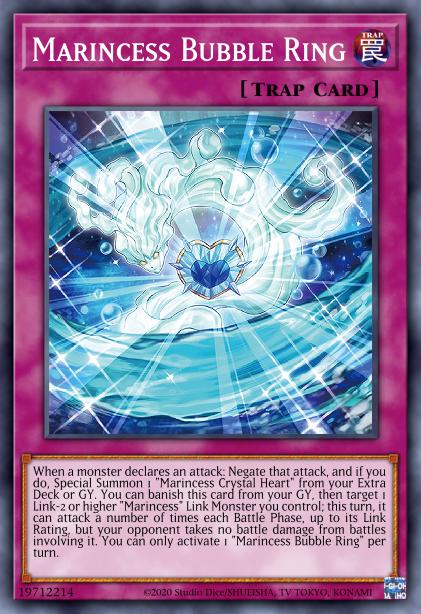 Marincess Bubble Ring
TRAP
罠
[Trap Card]
When a monster declares an attack: Negate that attack, and if you
do, Special Summon 1 "Marincess Crystal Heart" from your Extra
Deck or GY. You can banish this card from your GY, then target 1
Link-2 or higher "Marincess" Link Monster you control; this turn, it
can attack a number of times each Battle Phase, up to its Link
Rating, but your opponent takes no battle damage from battles
involving it. You can only activate 1 "Marincess Bubble Ring" per
turn.
19712214
©2020 Studio Dice/SHUEISHA, TV TOKYO, KONAMI